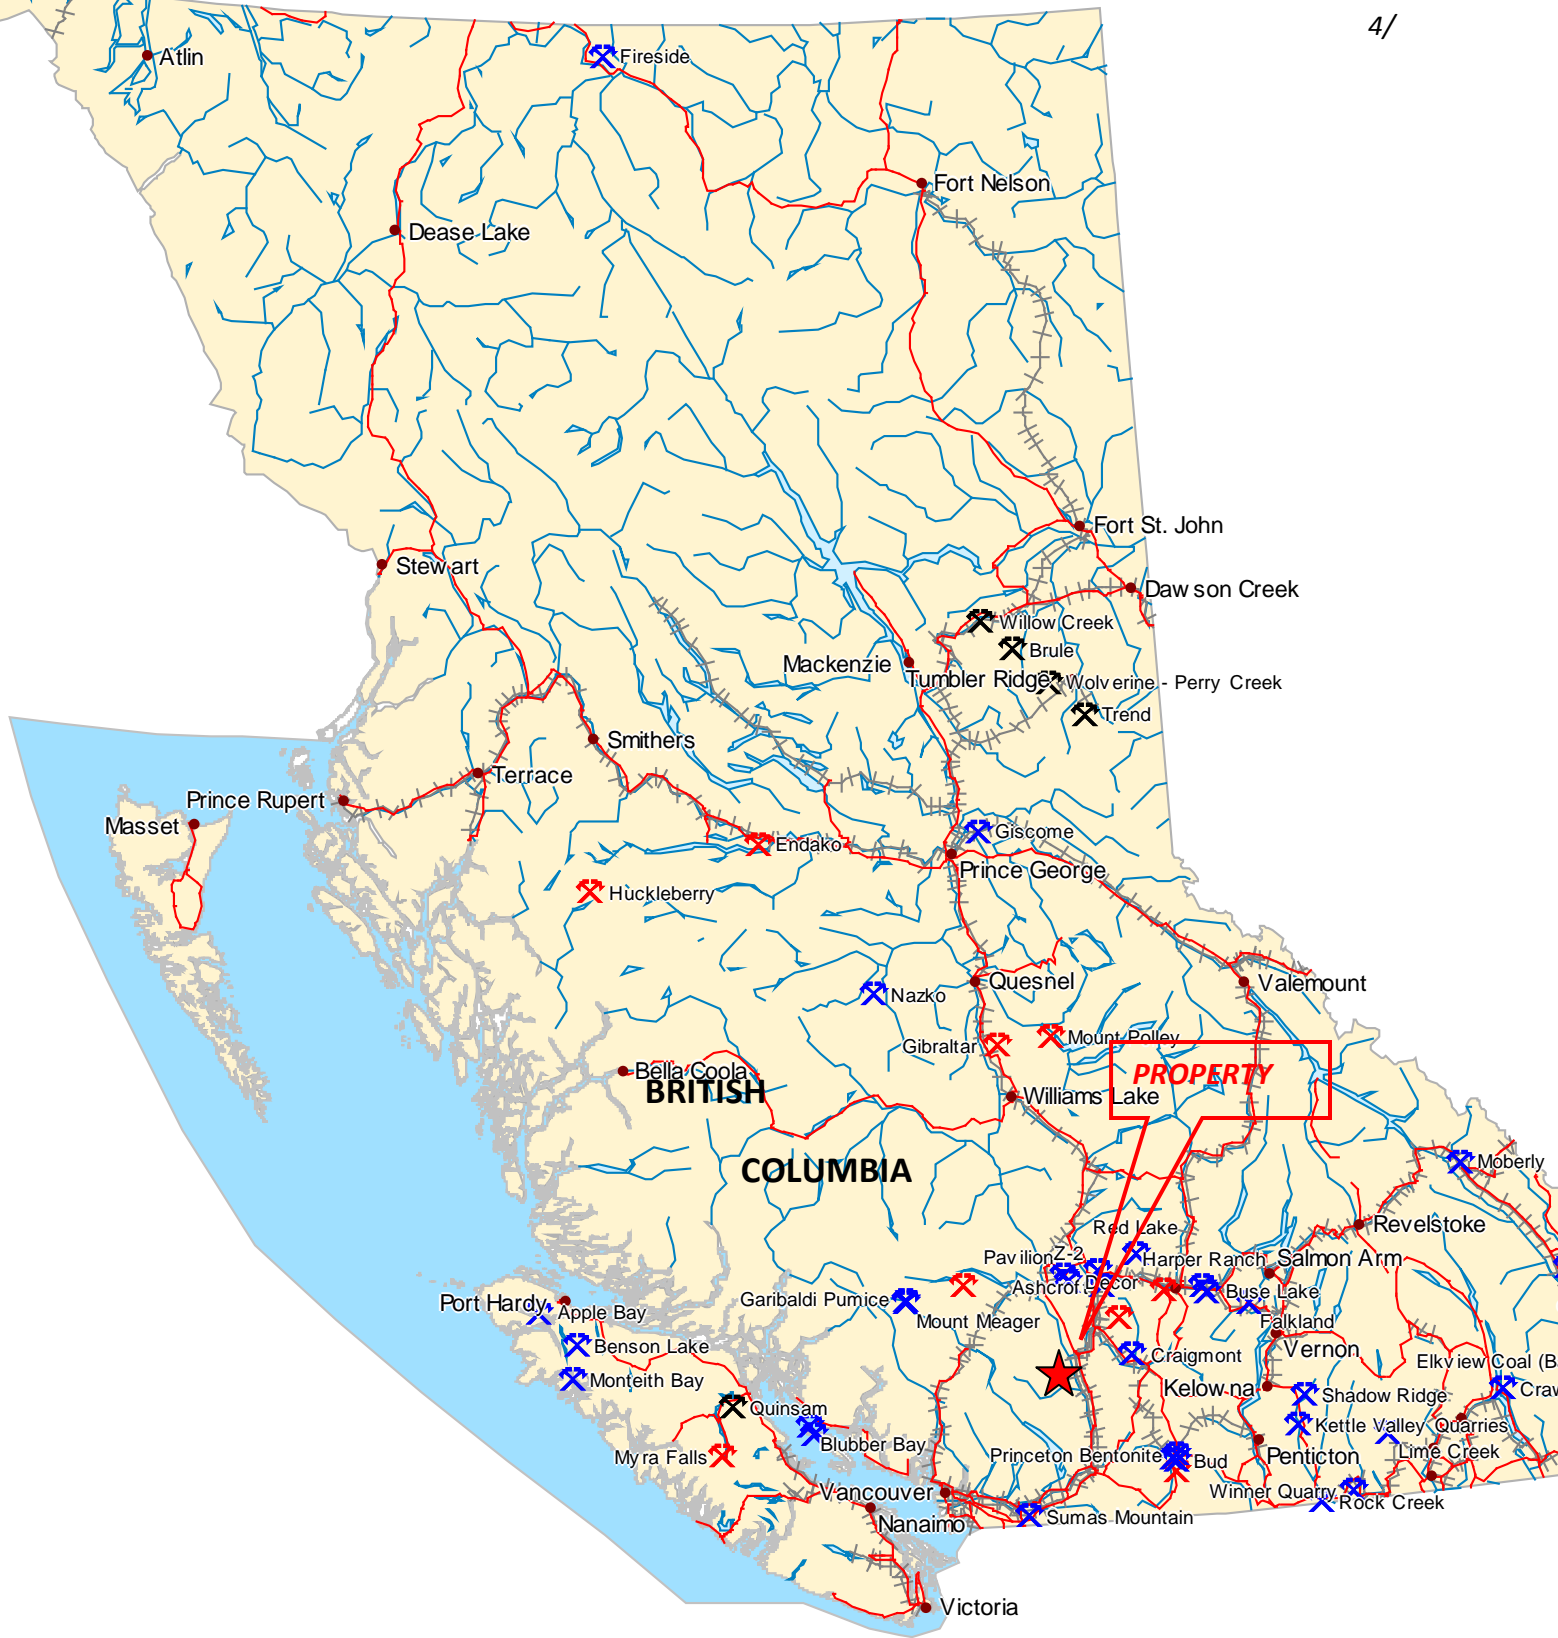 4/
Atlin
Fireside
Fort Nelson
Dease Lake
Fort St. John
Stewart
Dawson Creek
Willow Creek
Brule
Mackenzie
Tumbler Ridge
Wolverine - Perry Creek
Trend
Smithers
Terrace
Prince Rupert
Masset
Giscome
Endako
Prince George
Huckleberry
Quesnel
Valemount
Nazko
Mount Polley
Gibraltar
PROPERTY
Bella Coola
BRITISH
Williams Lake
COLUMBIA
Moberly
Revelstoke
Red Lake
Pavilion
Z-2
Harper Ranch
Salmon Arm
Ashcroft
Decor
Buse Lake
Garibaldi Pumice
Port Hardy
Apple Bay
Mount Meager
Falkland
Benson Lake
Vernon
Craigmont
Elkview Coal (B
Monteith Bay
Kelowna
Shadow Ridge
Craw
Quinsam
Kettle Valley Quarries
Blubber Bay
Myra Falls
Princeton Bentonite
Bud
Penticton
Lime Creek
Vancouver
Winner Quarry
Rock Creek
Nanaimo
Sumas Mountain
Victoria